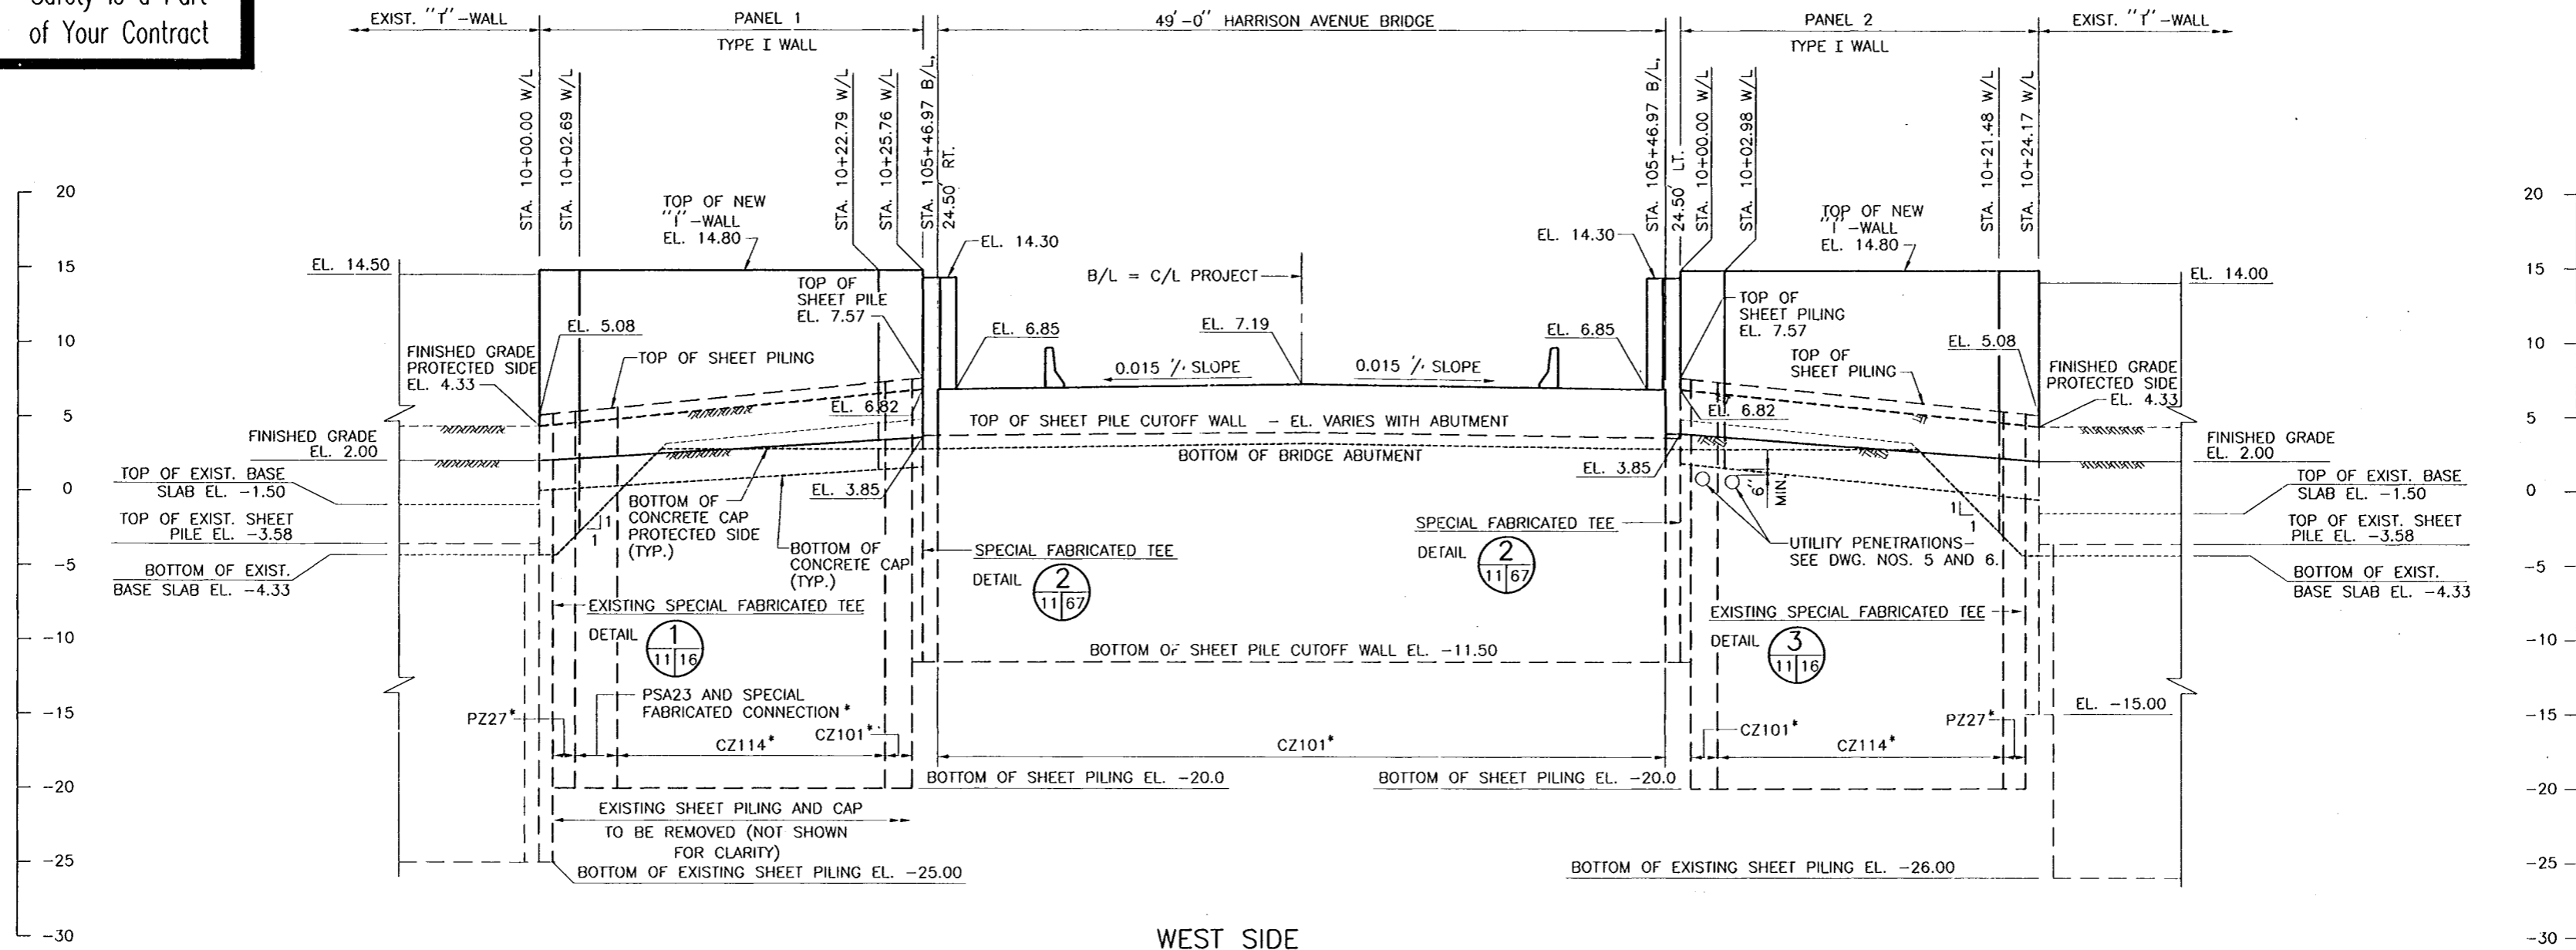 Safety is a Part
of Your Contract
EXIST. "T"-WALL
PANEL 1
TYPE I WALL
49'-0" HARRISON AVENUE BRIDGE
PANEL 2
TYPE I WALL
EXIST. "T"-WALL
STA. 10+00.00 W/L
STA. 10+02.69 W/L
STA. 10+22.79 W/L
STA. 10+25.76 W/L
STA. 105+46.97 B/L,
24.50' RT.
STA. 105+46.97 B/L,
24.50' LT.
STA. 10+00.00 W/L
STA. 10+02.98 W/L
STA. 10+21.48 W/L
STA. 10+24.17 W/L
20
15
10
5
0
-5
-10
-15
-20
-25
-30
EL. 14.50
TOP OF NEW
"I"-WALL
EL. 14.80
TOP OF
SHEET PILE
EL. 7.57
EL. 14.30
B/L = C/L PROJECT
EL. 14.30
TOP OF NEW
"I"-WALL
EL. 14.80
EL. 14.00
FINISHED GRADE
PROTECTED SIDE
EL. 4.33
EL. 5.08
TOP OF SHEET PILING
EL. 6.85
EL. 7.19
EL. 6.85
0.015 '/' SLOPE
0.015 '/' SLOPE
TOP OF
SHEET PILING
EL. 7.57
TOP OF
SHEET PILING
EL. 5.08
FINISHED GRADE
PROTECTED SIDE
EL. 4.33
EL. 6.82
TOP OF SHEET PILE CUTOFF WALL - EL. VARIES WITH ABUTMENT
BOTTOM OF BRIDGE ABUTMENT
EL. 6.82
FINISHED GRADE
EL. 2.00
TOP OF EXIST. BASE
SLAB EL. -1.50
TOP OF EXIST. SHEET
PILE EL. -3.58
BOTTOM OF EXIST.
BASE SLAB EL. -4.33
BOTTOM OF
CONCRETE CAP
PROTECTED SIDE
(TYP.)
1
1
EL. 3.85
BOTTOM OF
CONCRETE CAP
(TYP.)
EL. 3.85
6"
MIN.
1
1
FINISHED GRADE
EL. 2.00
TOP OF EXIST. BASE
SLAB EL. -1.50
TOP OF EXIST. SHEET
PILE EL. -3.58
BOTTOM OF EXIST.
BASE SLAB EL. -4.33
SPECIAL FABRICATED TEE
DETAIL
2
11 67
SPECIAL FABRICATED TEE
DETAIL
2
11 67
UTILITY PENETRATIONS-
SEE DWG. NOS. 5 AND 6.
EXISTING SPECIAL FABRICATED TEE
DETAIL
1
11 16
EXISTING SPECIAL FABRICATED TEE
DETAIL
3
11 16
BOTTOM OF SHEET PILE CUTOFF WALL EL. -11.50
PZ27*
PSA23 AND SPECIAL
FABRICATED CONNECTION*
CZ114*
CZ101*
CZ101*
CZ101*
CZ114*
PZ27*
EL. -15.00
BOTTOM OF SHEET PILING EL. -20.0
BOTTOM OF SHEET PILING EL. -20.0
EXISTING SHEET PILING AND CAP
TO BE REMOVED (NOT SHOWN
FOR CLARITY)
BOTTOM OF EXISTING SHEET PILING EL. -25.00
BOTTOM OF EXISTING SHEET PILING EL. -26.00
20
15
10
5
0
-5
-10
-15
-20
-25
-30
WEST SIDE